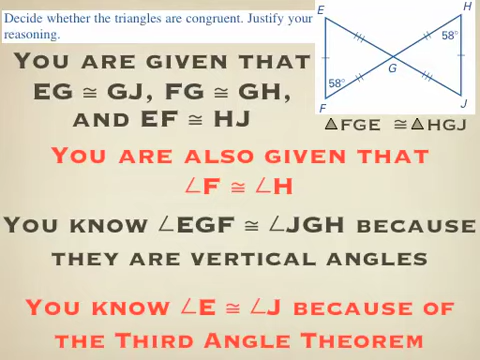 Decide whether the triangles are congruent. Justify your
reasoning.
E
H
58°
G
58°
F
J
△FGE ≅ △HGJ
You are given that
EG ≅ GJ, FG ≅ GH,
and EF ≅ HJ
You are also given that
∠F ≅ ∠H
You know ∠EGF ≅ ∠JGH because
they are vertical angles
You know ∠E ≅ ∠J because of
the Third Angle Theorem